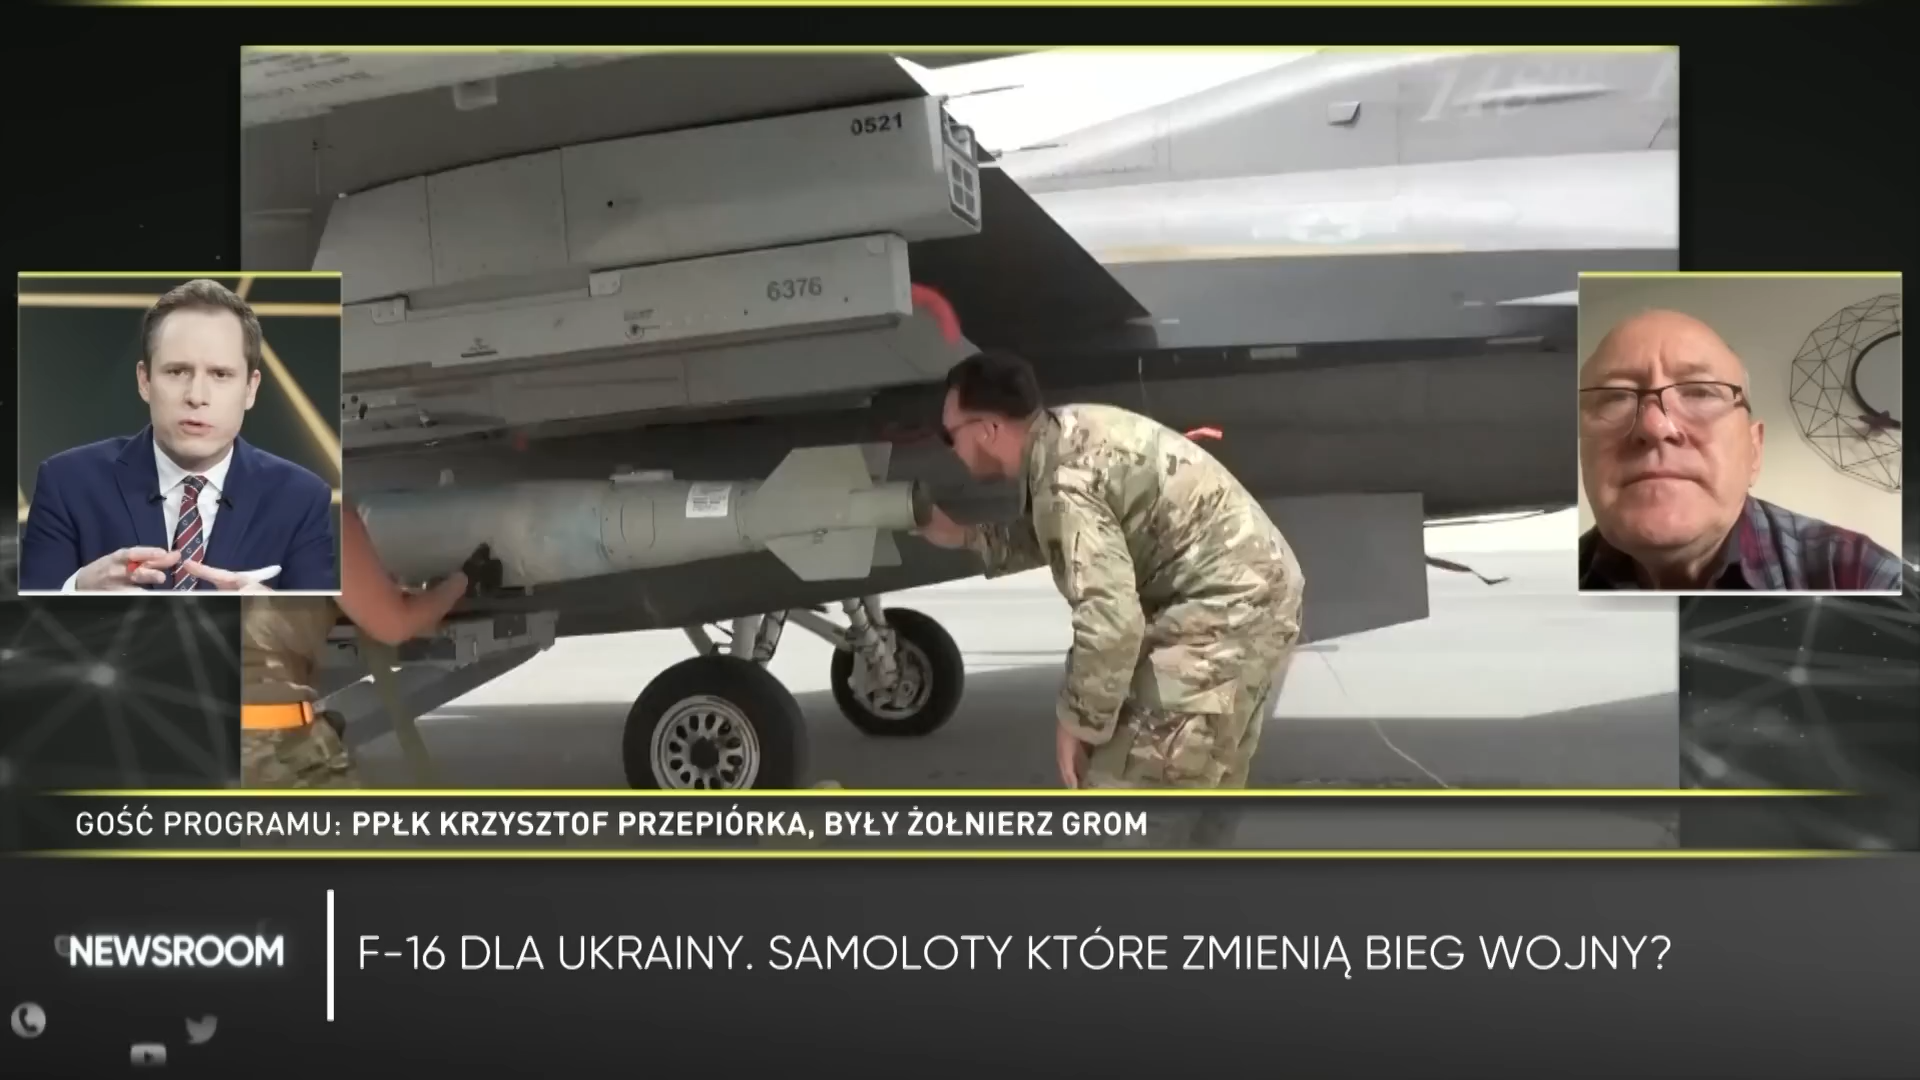 0521
6376
GOŚĆ PROGRAMU: PPŁK KRZYSZTOF PRZEPIÓRKA, BYŁY ŻOŁNIERZ GROM
NEWSROOM
F-16 DLA UKRAINY. SAMOLOTY KTÓRE ZMIENIĄ BIEG WOJNY?